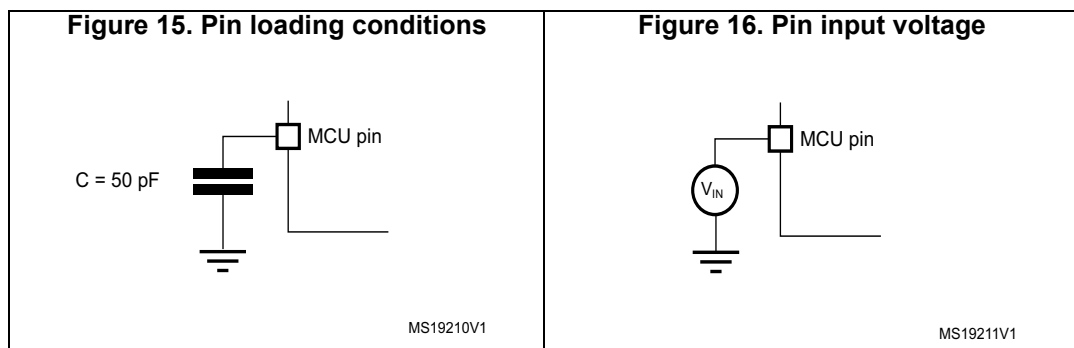 Figure 15. Pin loading conditions
MCU pin
C = 50 pF
MS19210V1
Figure 16. Pin input voltage
MCU pin
VIN
MS19211V1